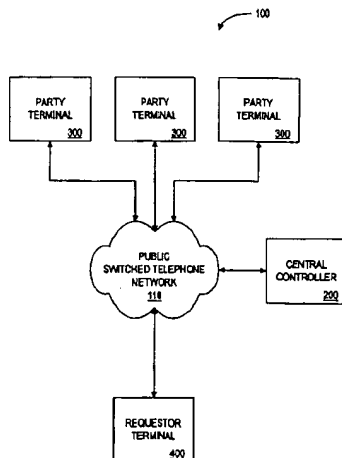 100
PARTY
TERMINAL
300
PARTY
TERMINAL
300
PARTY
TERMINAL
300
PUBLIC
SWITCHED TELEPHONE
NETWORK
110
CENTRAL
CONTROLLER
200
REQUESTOR
TERMINAL
400